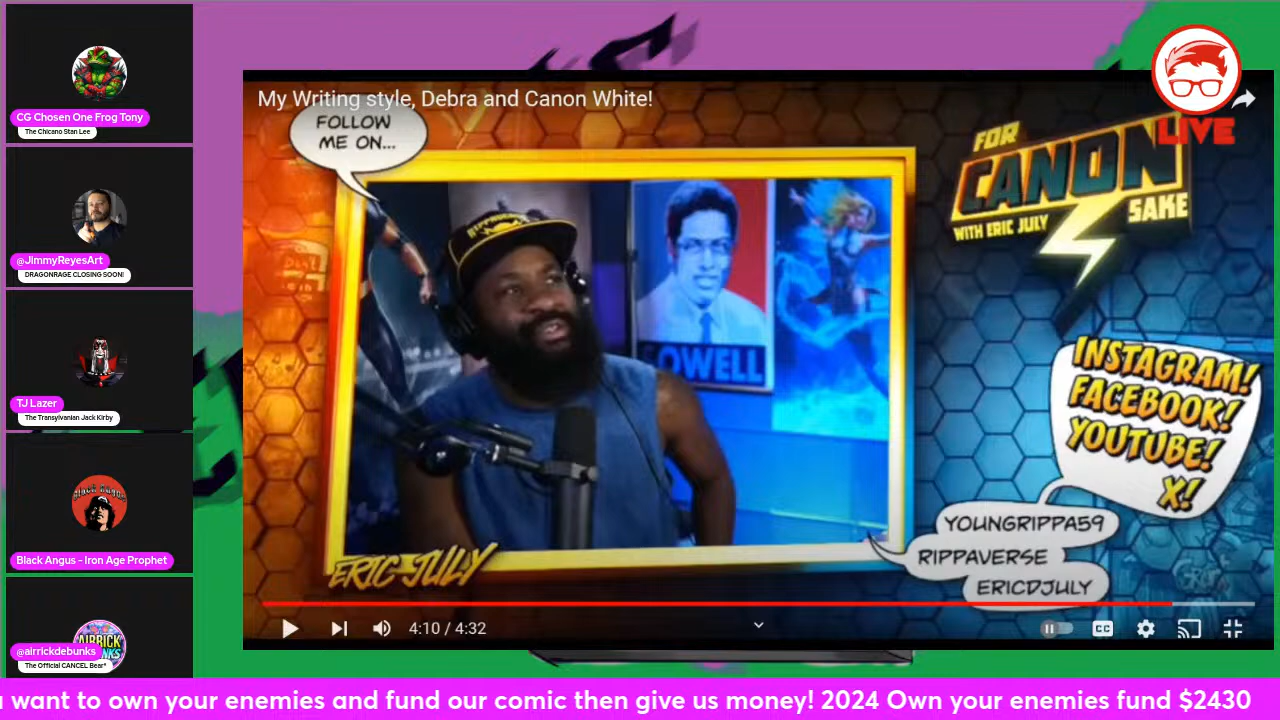 CG Chosen One Frog Tony
The Chicano Stan Lee
@JImmyReyesArt
DRAGONRAGE CLOSING SOON!
TJ Lazer
The Transylvanian Jack Kirby
Black Angus - Iron Age Prophet
@airrickdebunks
The Official CANCEL Bear*
My Writing style, Debra and Canon White!
FOLLOW
ME ON...
SOWELL
ERIC JULY
FOR
CANON
SAKE
WITH ERIC JULY
LIVE
INSTAGRAM!
FACEBOOK!
YOUTUBE!
X!
YOUNGRIPPA59
RIPPAVERSE
ERICDJULY
4:10 / 4:32
CC
want to own your enemies and fund our comic then give us money! 2024 Own your enemies fund $2430